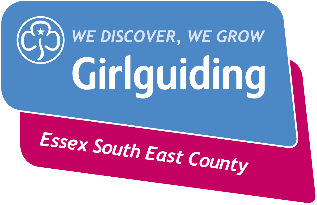 WE DISCOVER, WE GROW
Girlguiding
Essex South East County